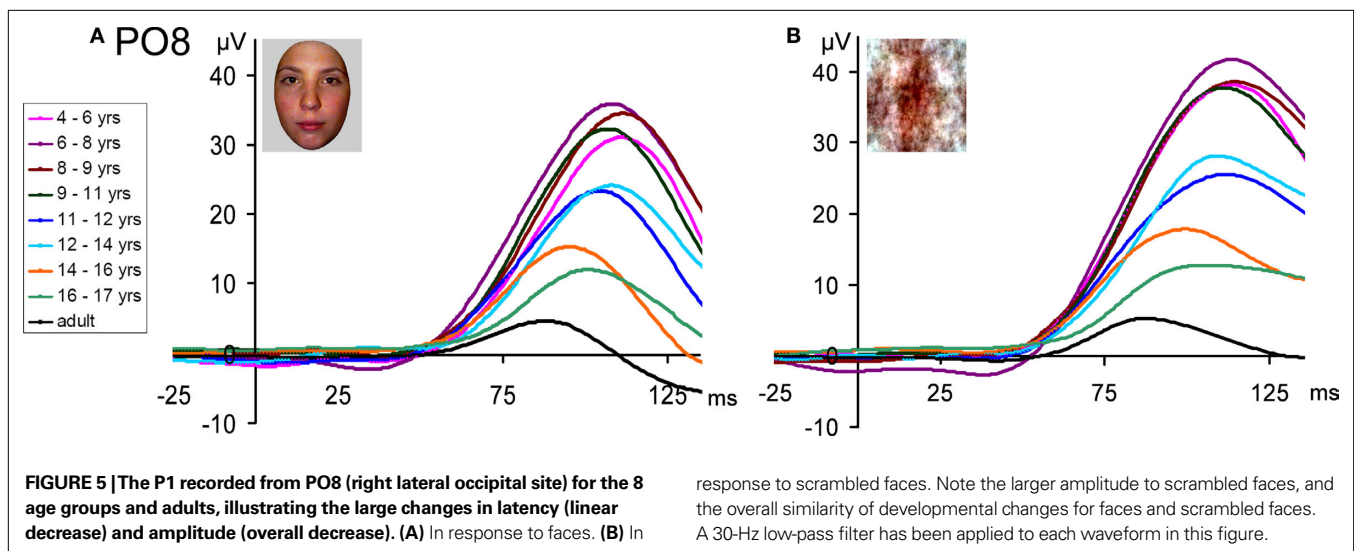 A PO8
µV
40
30
20
10
0
-10
-25
25
75
125
ms
4 - 6 yrs
6 - 8 yrs
8 - 9 yrs
9 - 11 yrs
11 - 12 yrs
12 - 14 yrs
14 - 16 yrs
16 - 17 yrs
adult
B
µV
40
30
20
10
0
-10
-25
25
75
125
ms
FIGURE 5 | The P1 recorded from PO8 (right lateral occipital site) for the 8
age groups and adults, illustrating the large changes in latency (linear
decrease) and amplitude (overall decrease). (A) In response to faces. (B) In
response to scrambled faces. Note the larger amplitude to scrambled faces, and
the overall similarity of developmental changes for faces and scrambled faces.
A 30-Hz low-pass filter has been applied to each waveform in this figure.